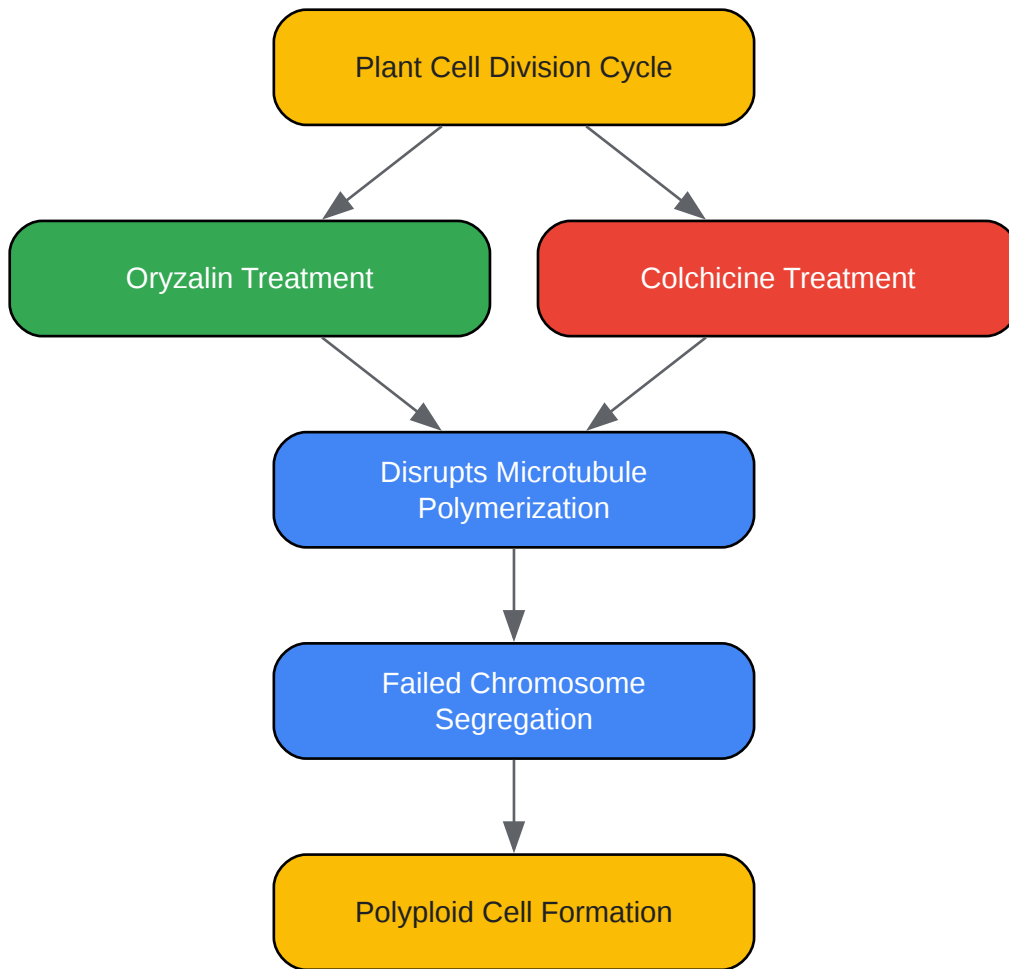 Plant Cell Division Cycle
Oryzalin Treatment
Colchicine Treatment
Disrupts Microtubule
Polymerization
Failed Chromosome
Segregation
Polyploid Cell Formation